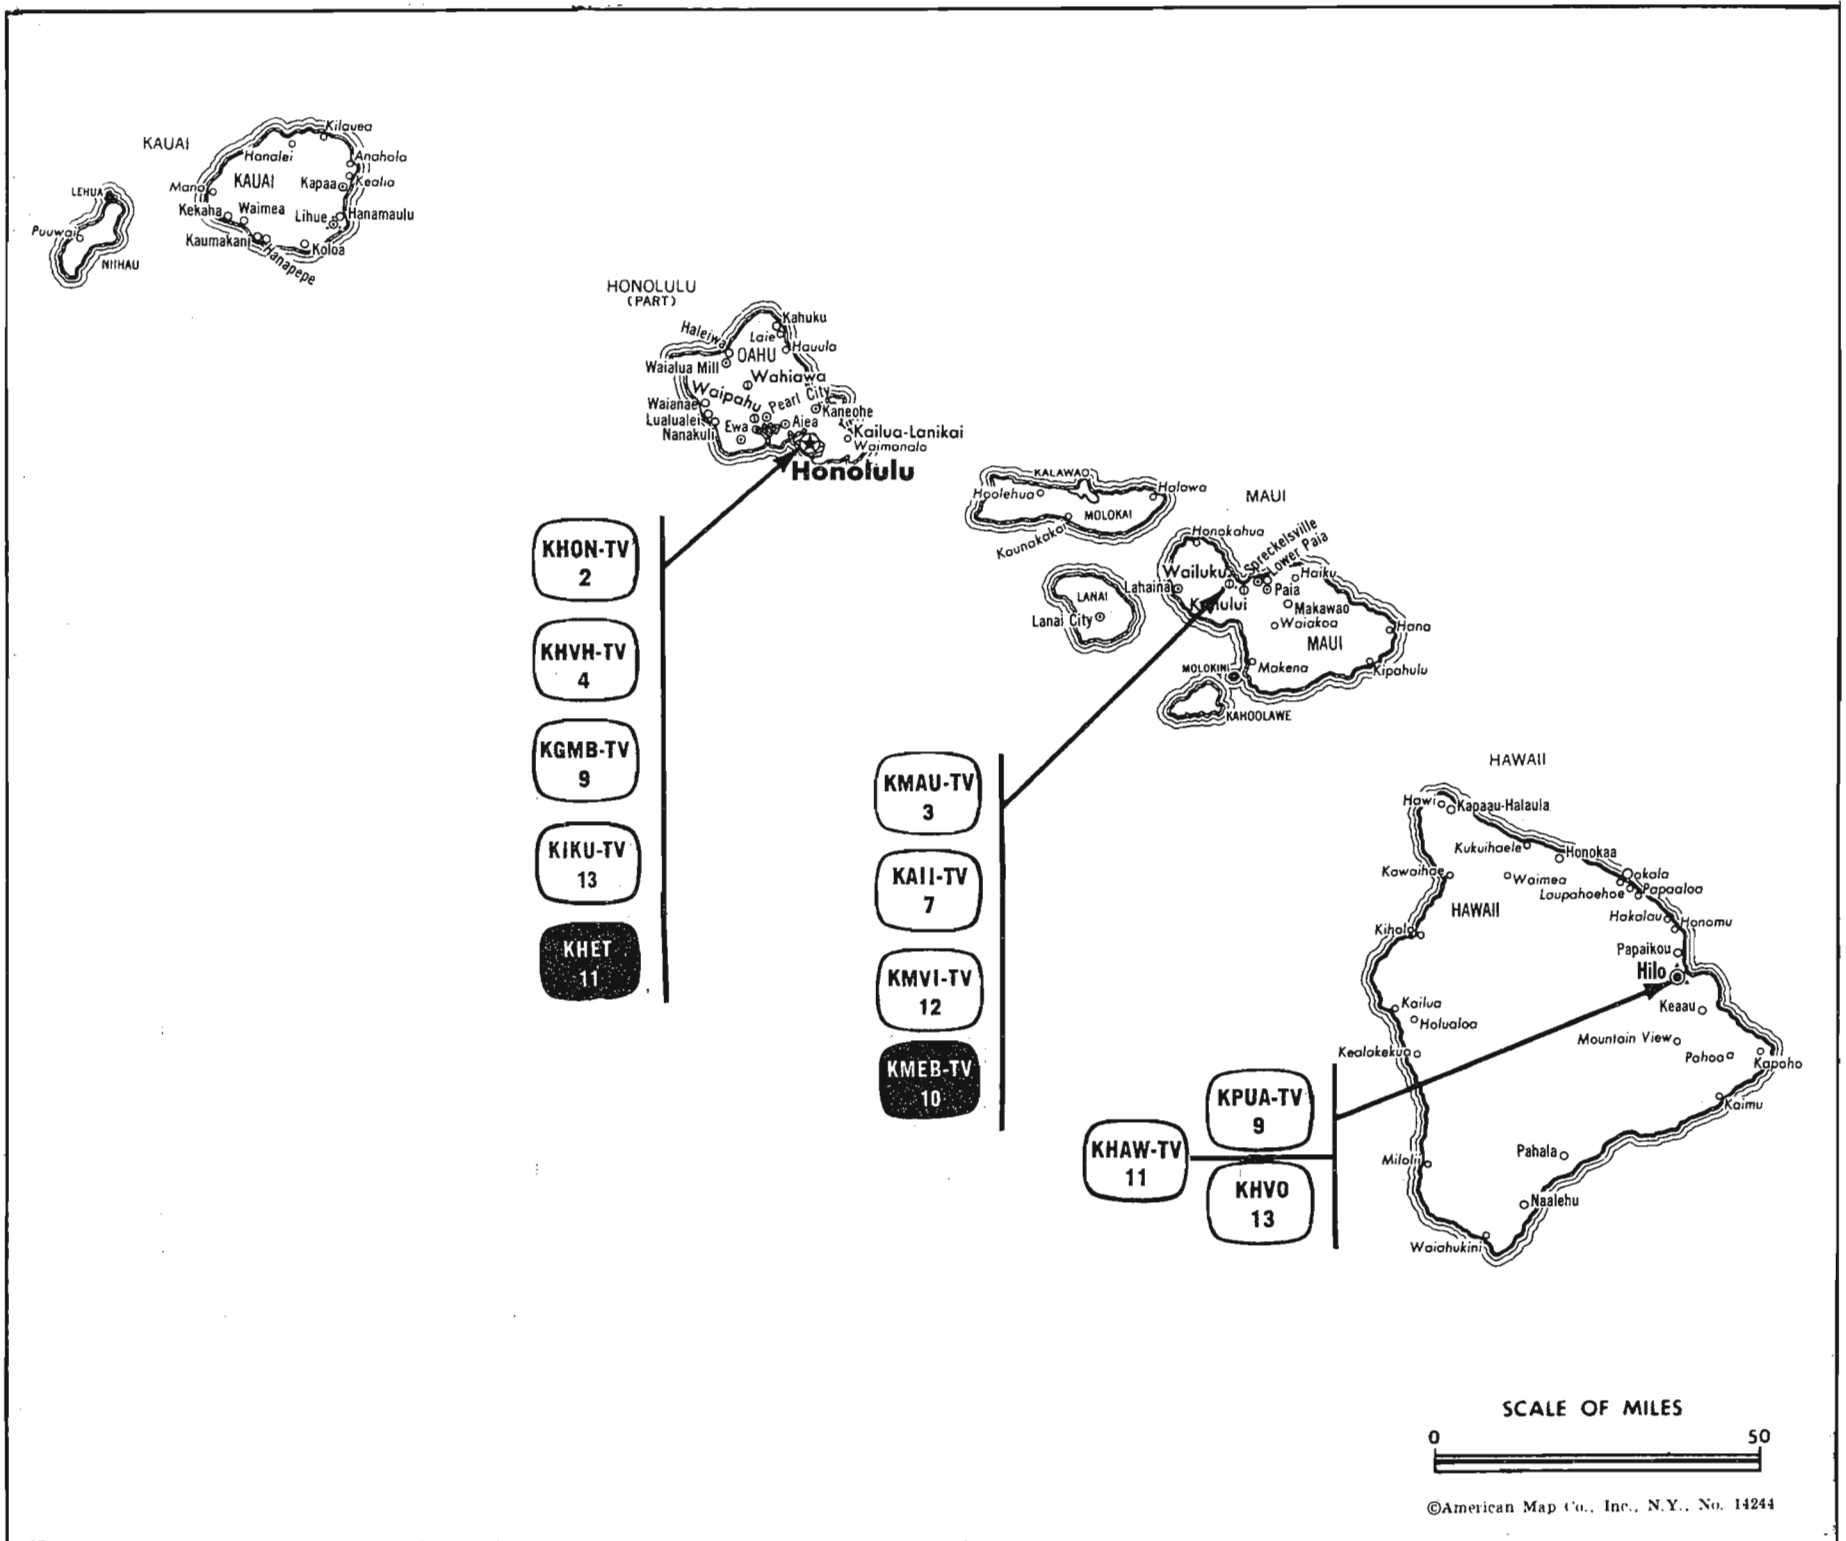 KAUAI
Kilauea
Hanalei
Anahola
KAUAI
Kapaa
Kealia
Mana
LEHUA
Kekaha
Waimea
Lihue
Hanamaulu
Puuwai
Kaumakani
Koloa
Hanapepe
NIIHAU
HONOLULU
(PART)
Kahuku
Haleiwa
Laie
Hauula
OAHU
Waialua Mill
Wahiawa
Waipahu
Pearl City
Waianae
Kaneohe
Lualualei
Ewa
Aiea
Nanakuli
Kailua-Lanikai
Waimanalo
Honolulu
KALAWAO
Hoolehua
Halawa
MOLOKAI
Kaunakakai
MAUI
Honokahua
Spreckelsville
Lower Paia
Wailuku
Haiku
Lahaina
Paia
Kahului
LANAI
Makawao
Lanai City
Waiakoa
Hana
MAUI
MOLOKINI
Makena
Kipahulu
KAHOOLAWE
KHON-TV
2
KHVH-TV
4
KGMB-TV
9
KIKU-TV
13
KHET
11
KMAU-TV
3
KAII-TV
7
KMVI-TV
12
KMEB-TV
10
KPUA-TV
9
KHAW-TV
11
KHVO
13
HAWAII
Hawi
Kapaau-Halaula
Kukuihaele
Honokaa
Kawaihae
Waimea
Ookala
Laupahoehoe
Papaaloa
HAWAII
Hakalau
Honomu
Kiholo
Papaikou
Hilo
Kailua
Keaau
Holualoa
Mountain View
Kealakekua
Pahoa
Kapoho
Kaimu
Milolii
Pahala
Naalehu
Waiahukini
SCALE OF MILES
0 50
©American Map Co., Inc., N.Y., No. 14244